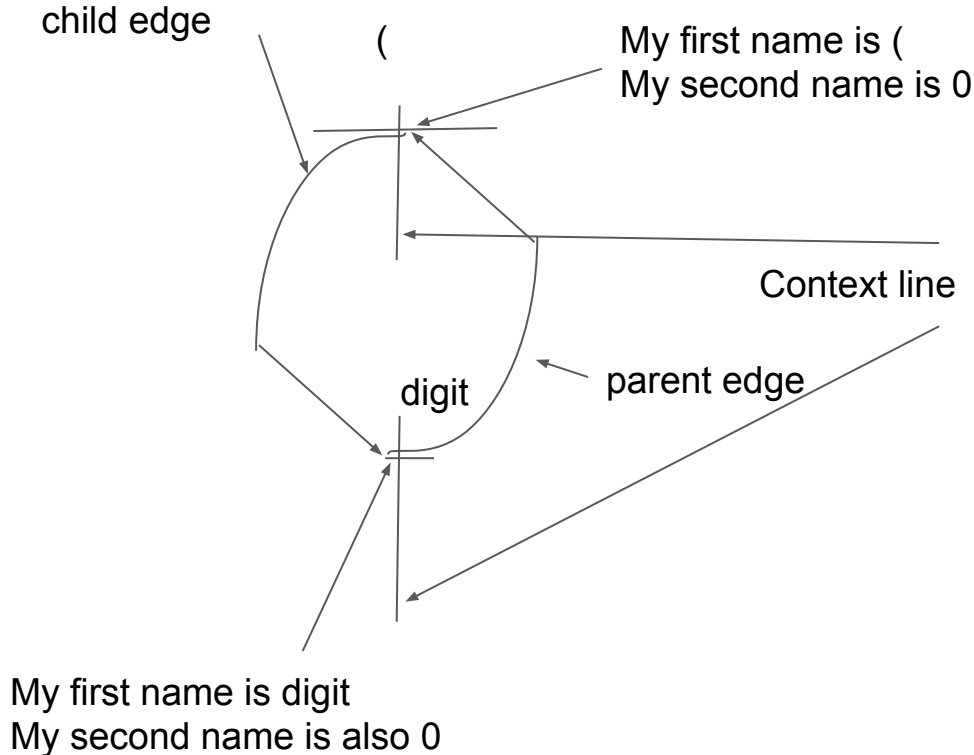 child edge
(
My first name is (
My second name is 0
Context line
digit
parent edge
My first name is digit
My second name is also 0